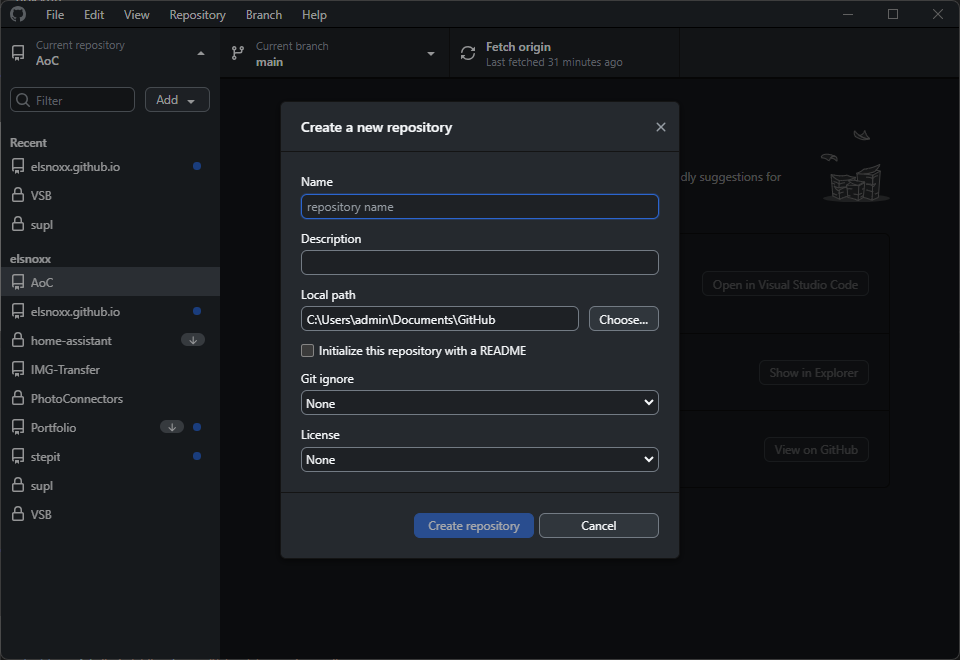 File Edit View Repository Branch Help
Current repository
AoC
Current branch
main
Fetch origin
Last fetched 31 minutes ago
Filter
Add
Recent
elsnoxx.github.io
VSB
supl
elsnoxx
AoC
elsnoxx.github.io
home-assistant
IMG-Transfer
PhotoConnectors
Portfolio
stepit
supl
VSB
Create a new repository
Name
repository name
Description
Local path
C:\Users\admin\Documents\GitHub
Choose...
Initialize this repository with a README
Git ignore
None
License
None
Create repository
Cancel
dly suggestions for
Open in Visual Studio Code
Show in Explorer
View on GitHub